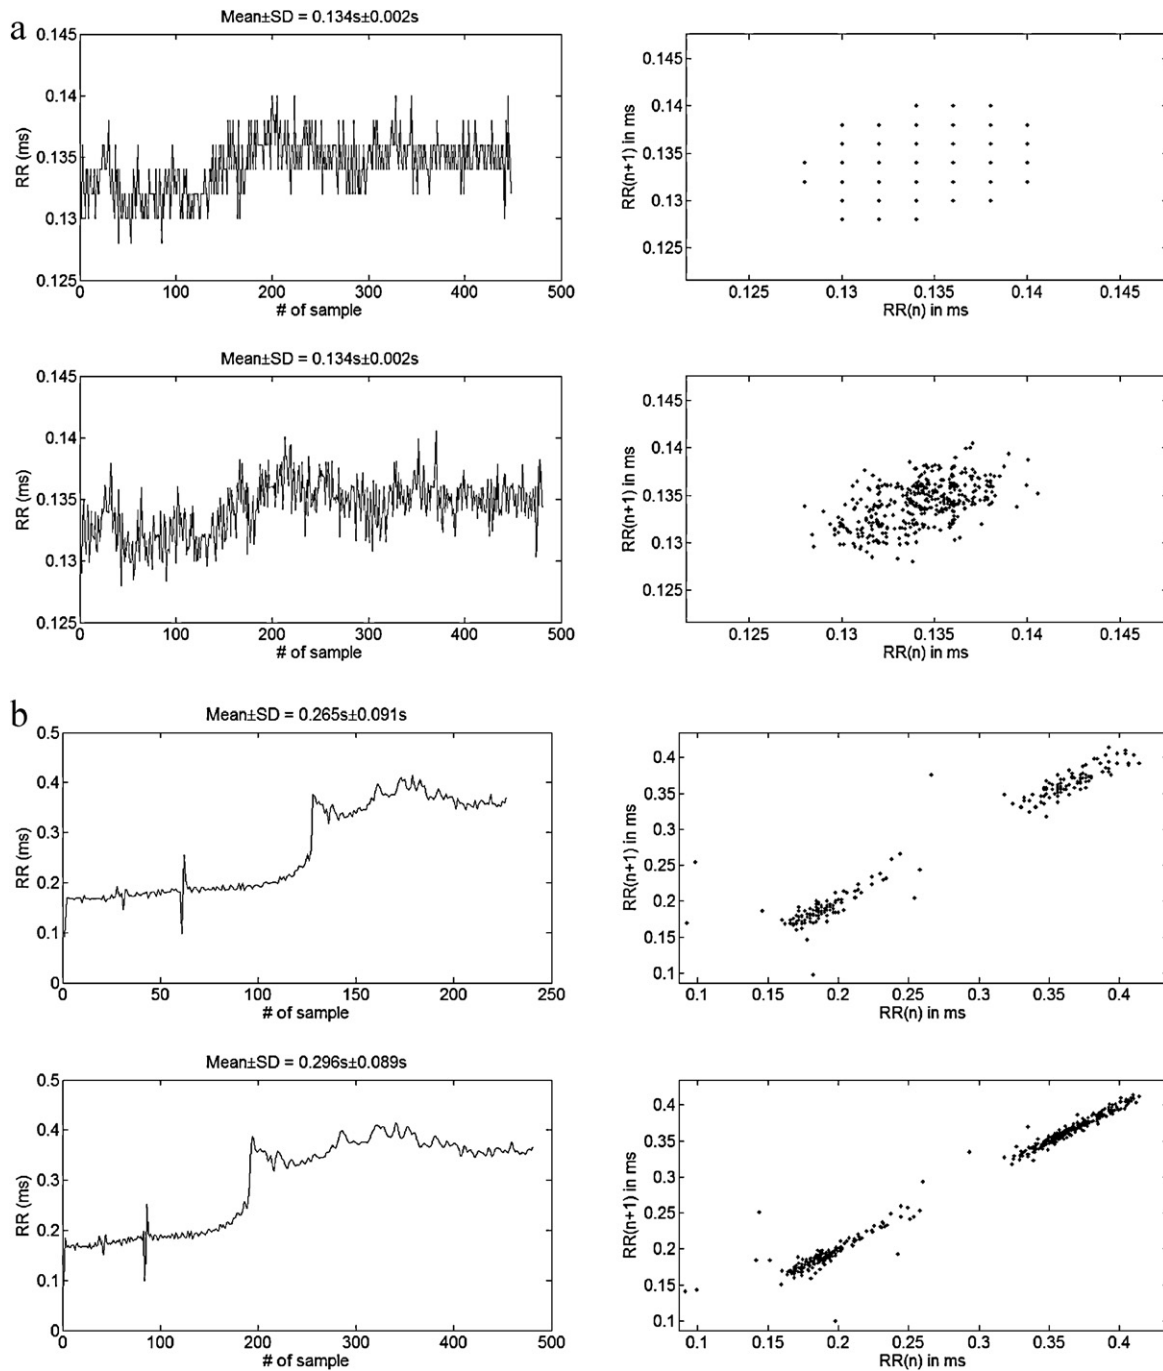 a
Mean±SD = 0.134s±0.002s
0.145
0.14
0.135
0.13
0.125
RR (ms)
0 100 200 300 400 500
# of sample
0.145
0.14
0.135
0.13
0.125
RR(n+1) in ms
0.125 0.13 0.135 0.14 0.145
RR(n) in ms
Mean±SD = 0.134s±0.002s
0.145
0.14
0.135
0.13
0.125
RR (ms)
0 100 200 300 400 500
# of sample
0.145
0.14
0.135
0.13
0.125
RR(n+1) in ms
0.125 0.13 0.135 0.14 0.145
RR(n) in ms
b
Mean±SD = 0.265s±0.091s
0.5
0.4
0.3
0.2
0.1
0
RR (ms)
0 50 100 150 200 250
# of sample
0.4
0.35
0.3
0.25
0.2
0.15
0.1
RR(n+1) in ms
0.1 0.15 0.2 0.25 0.3 0.35 0.4
RR(n) in ms
Mean±SD = 0.296s±0.089s
0.5
0.4
0.3
0.2
0.1
0
RR (ms)
0 100 200 300 400 500
# of sample
0.4
0.35
0.3
0.25
0.2
0.15
0.1
RR(n+1) in ms
0.1 0.15 0.2 0.25 0.3 0.35 0.4
RR(n) in ms